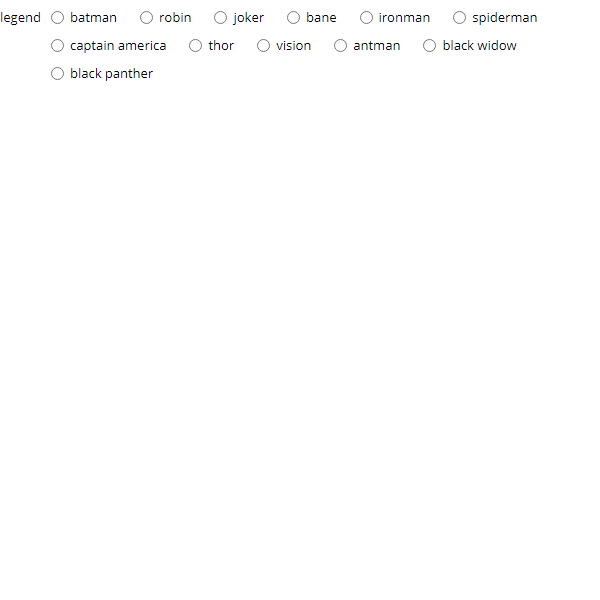 legend batman robin joker bane ironman spiderman
captain america thor vision antman black widow
black panther